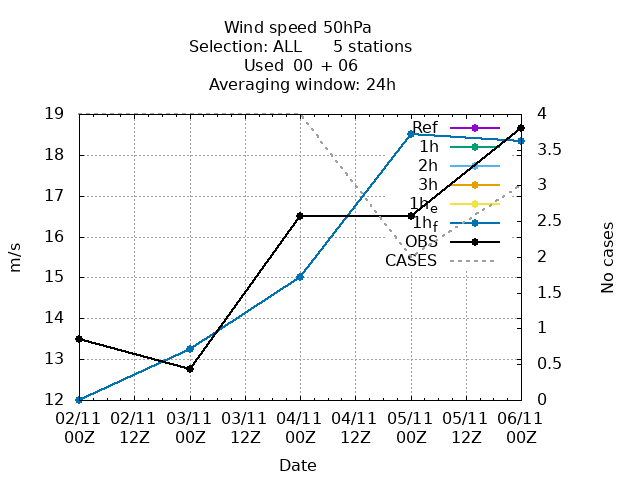 Wind speed 50hPa
Selection: ALL 5 stations
Used 00 + 06
Averaging window: 24h
19
18
17
16
15
14
13
12
m/s
4
3.5
3
2.5
2
1.5
1
0.5
0
No cases
Ref
1h
2h
3h
1he
1hf
OBS
CASES
02/11 02/11 03/11 03/11 04/11 04/11 05/11 05/11 06/11
00Z 12Z 00Z 12Z 00Z 12Z 00Z 12Z 00Z
Date